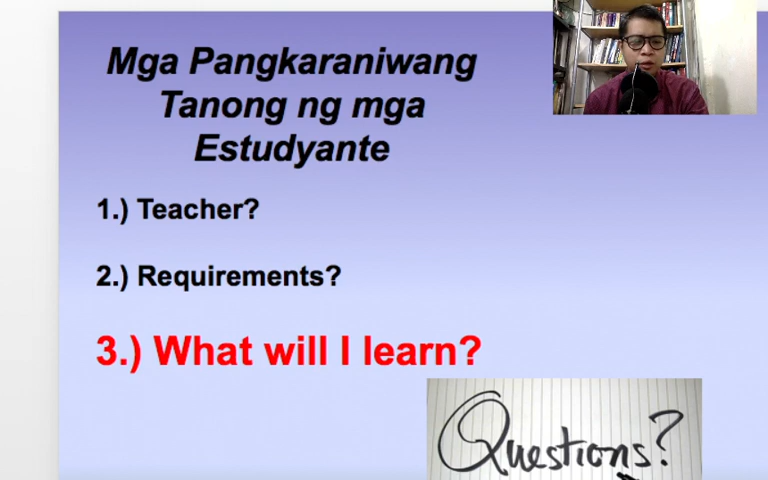 Mga Pangkaraniwang
Tanong ng mga
Estudyante
1.) Teacher?
2.) Requirements?
3.) What will I learn?
Questions?